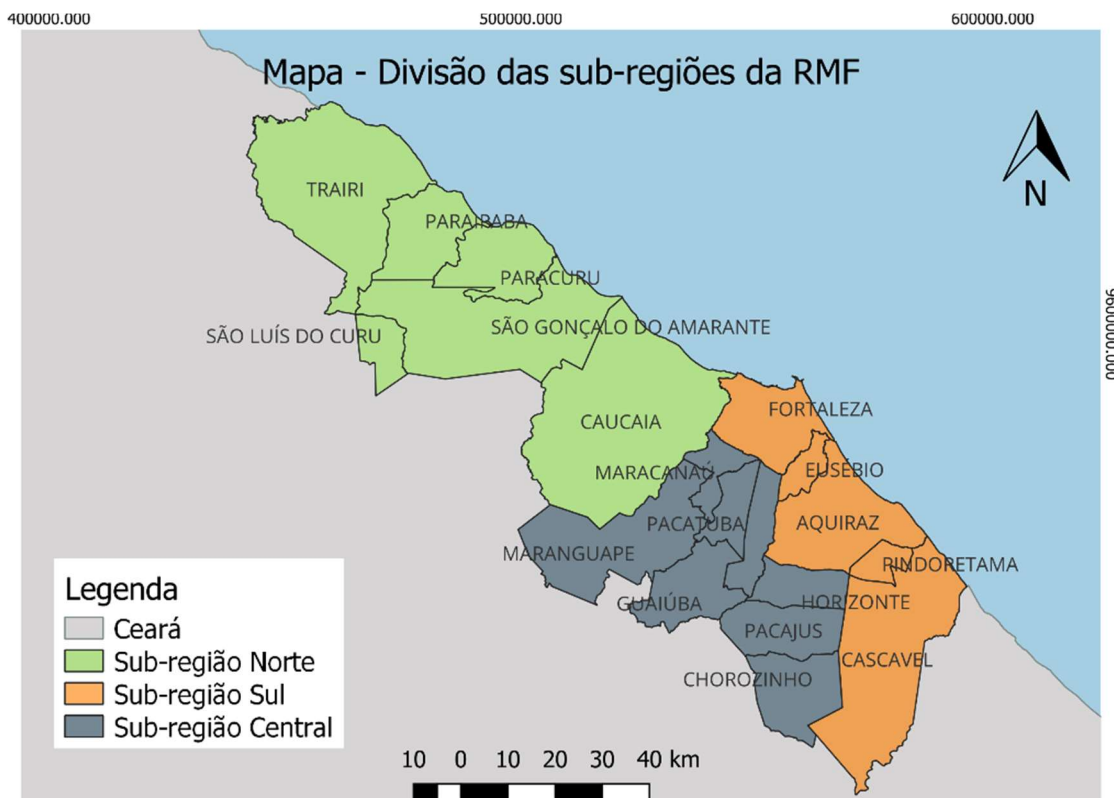 400000.000
500000.000
600000.000
Mapa - Divisão das sub-regiões da RMF
N
TRAIRI
PARAIPABA
PARACURU
9600000.000
SÃO GONÇALO DO AMARANTE
SÃO LUÍS DO CURU
FORTALEZA
CAUCAIA
EUSÉBIO
MARACANAÚ
PACATUBA
AQUIRAZ
MARANGUAPE
PINDORETAMA
GUAIÚBA
HORIZONTE
PACAJUS
CASCAVEL
CHOROZINHO
Legenda
Ceará
Sub-região Norte
Sub-região Sul
Sub-região Central
10 0 10 20 30 40 km